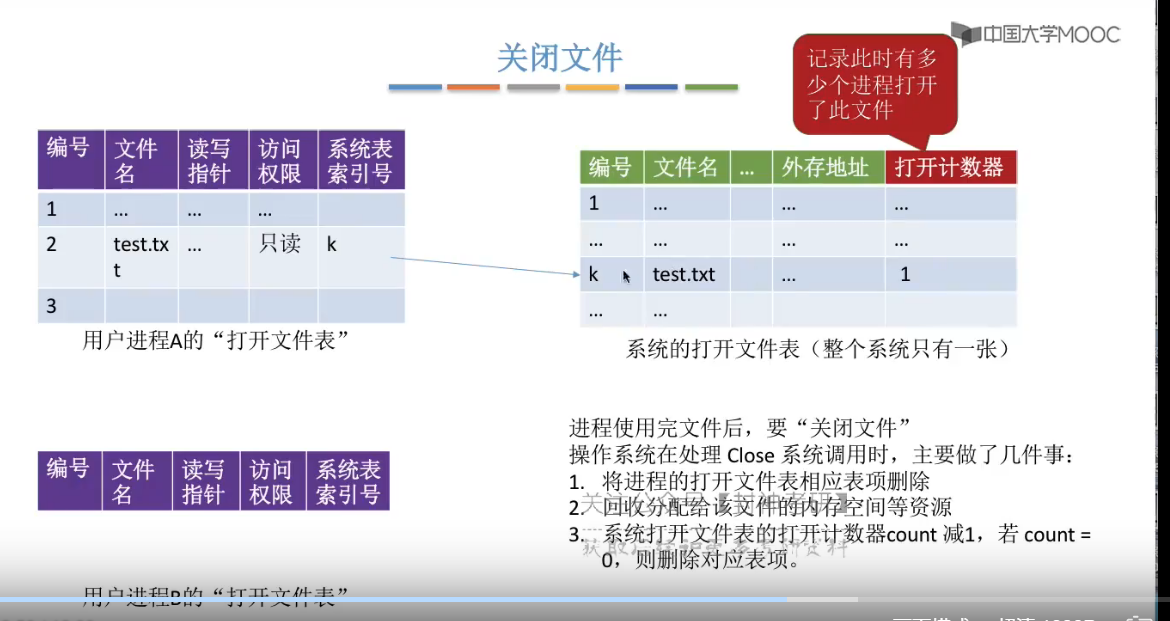 中国大学MOOC
关闭文件
记录此时有多
少个进程打开
了此文件
编号 文件名 读写指针 访问权限 系统表索引号
1 ... ... ...
2 test.txt ... 只读 k
3
用户进程A的“打开文件表”
编号 文件名 ... 外存地址 打开计数器
1 ... ... ...
... ... ... ...
k test.txt ... 1
... ...
系统的打开文件表（整个系统只有一张）
编号 文件名 读写指针 访问权限 系统表索引号
用户进程B的“打开文件表”
进程使用完文件后，要“关闭文件”
操作系统在处理 Close 系统调用时，主要做了几件事：
1. 将进程的打开文件表相应表项删除
2. 回收分配给该文件的内存空间等资源
3. 系统打开文件表的打开计数器count 减1，若 count =
0，则删除对应表项。